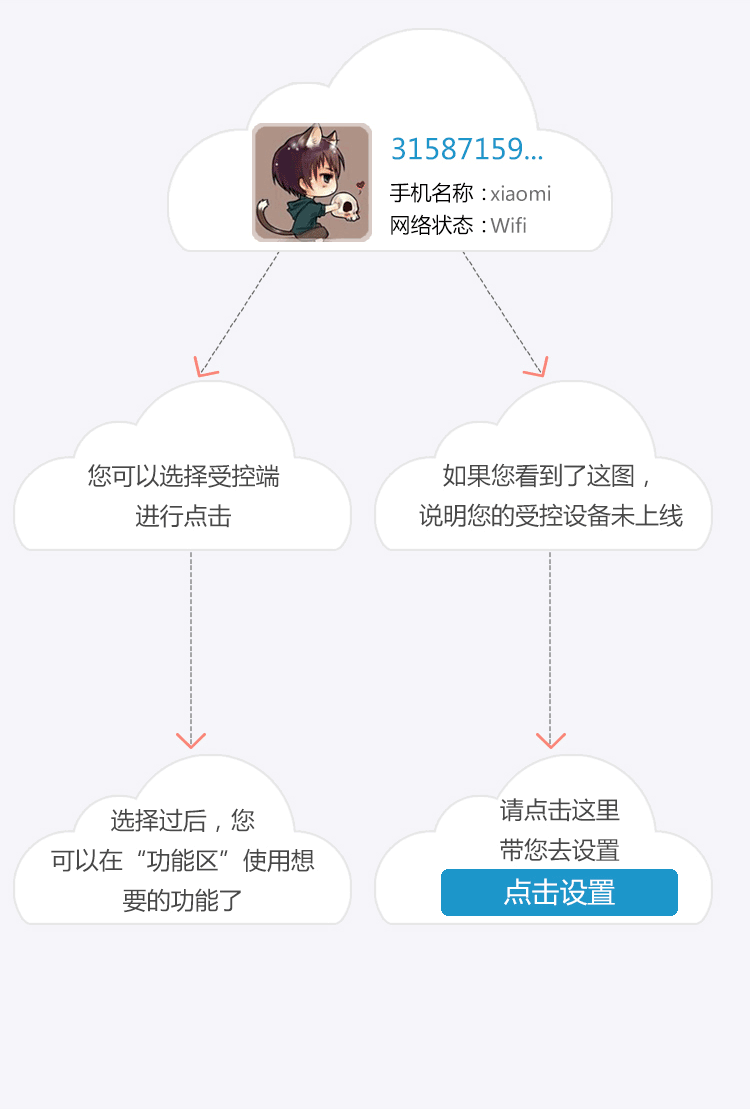 31587159...
手机名称：xiaomi
网络状态：Wifi
您可以选择受控端
进行点击
如果您看到了这图，
说明您的受控设备未上线
选择过后，您
可以在“功能区”使用想
要的功能了
请点击这里
带您去设置
点击设置